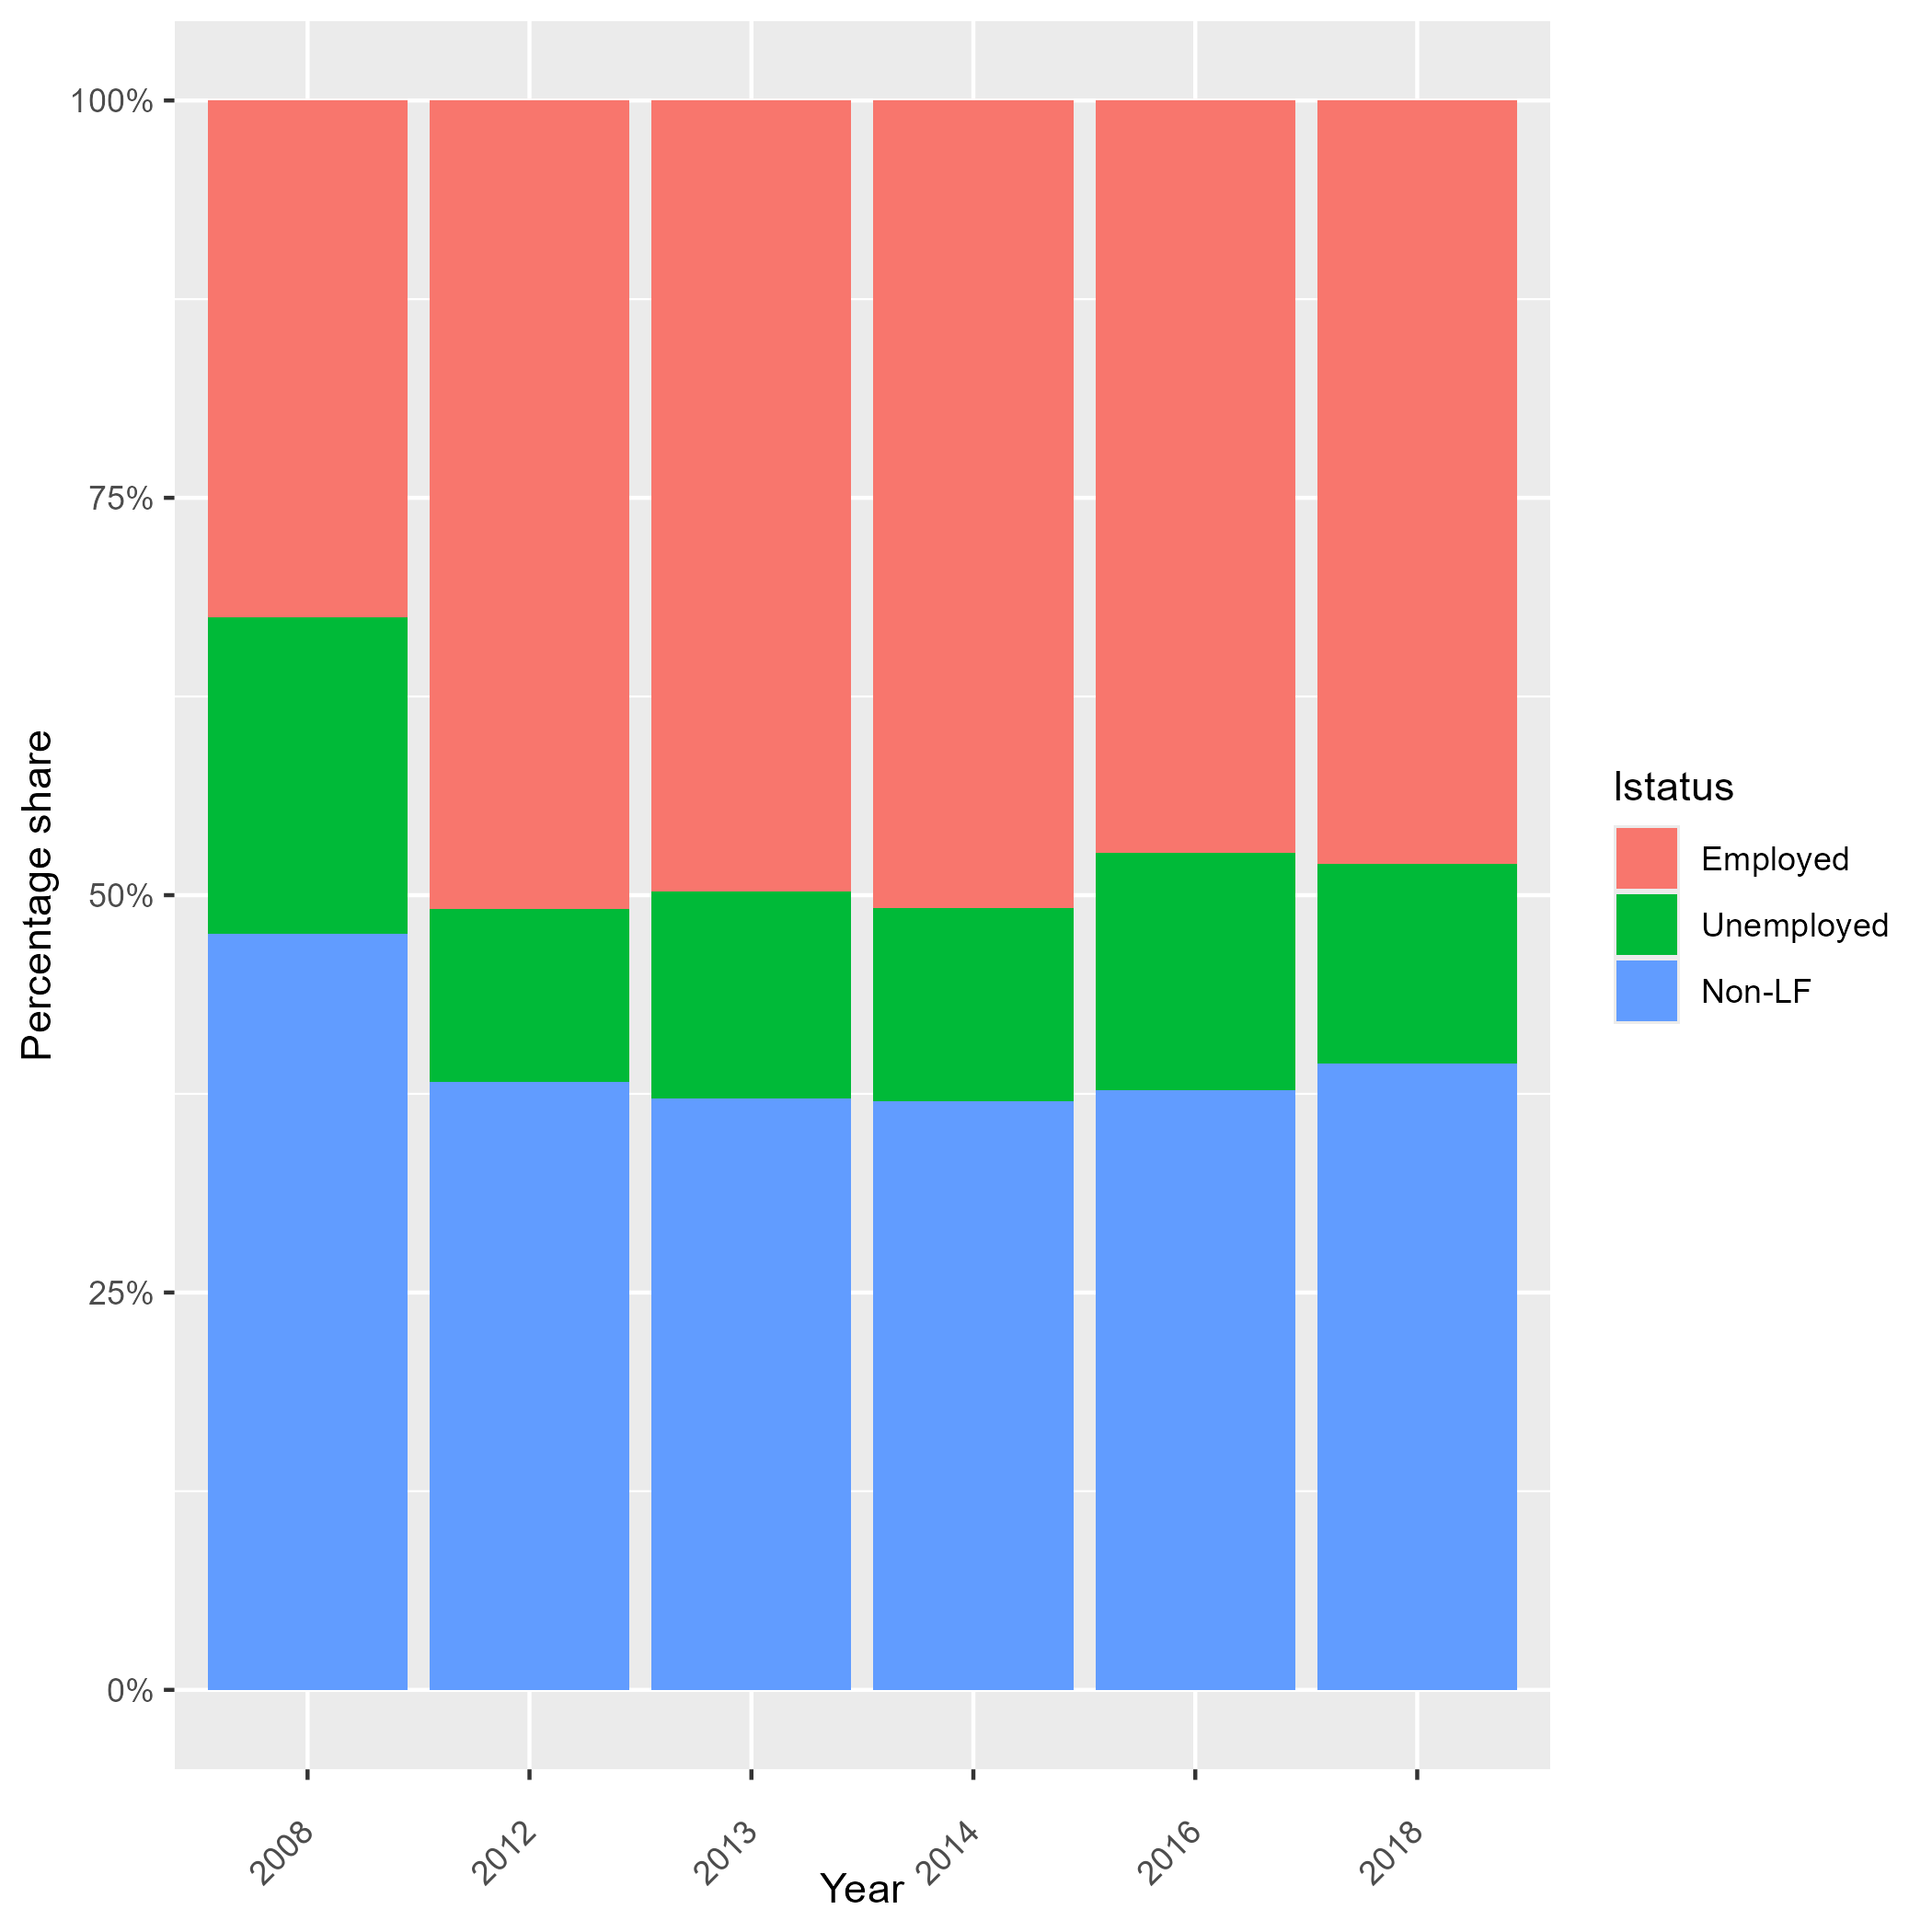 Percentage share
100%
75%
50%
25%
0%
2008
2012
2013
2014
2016
2018
Year
lstatus
Employed
Unemployed
Non-LF